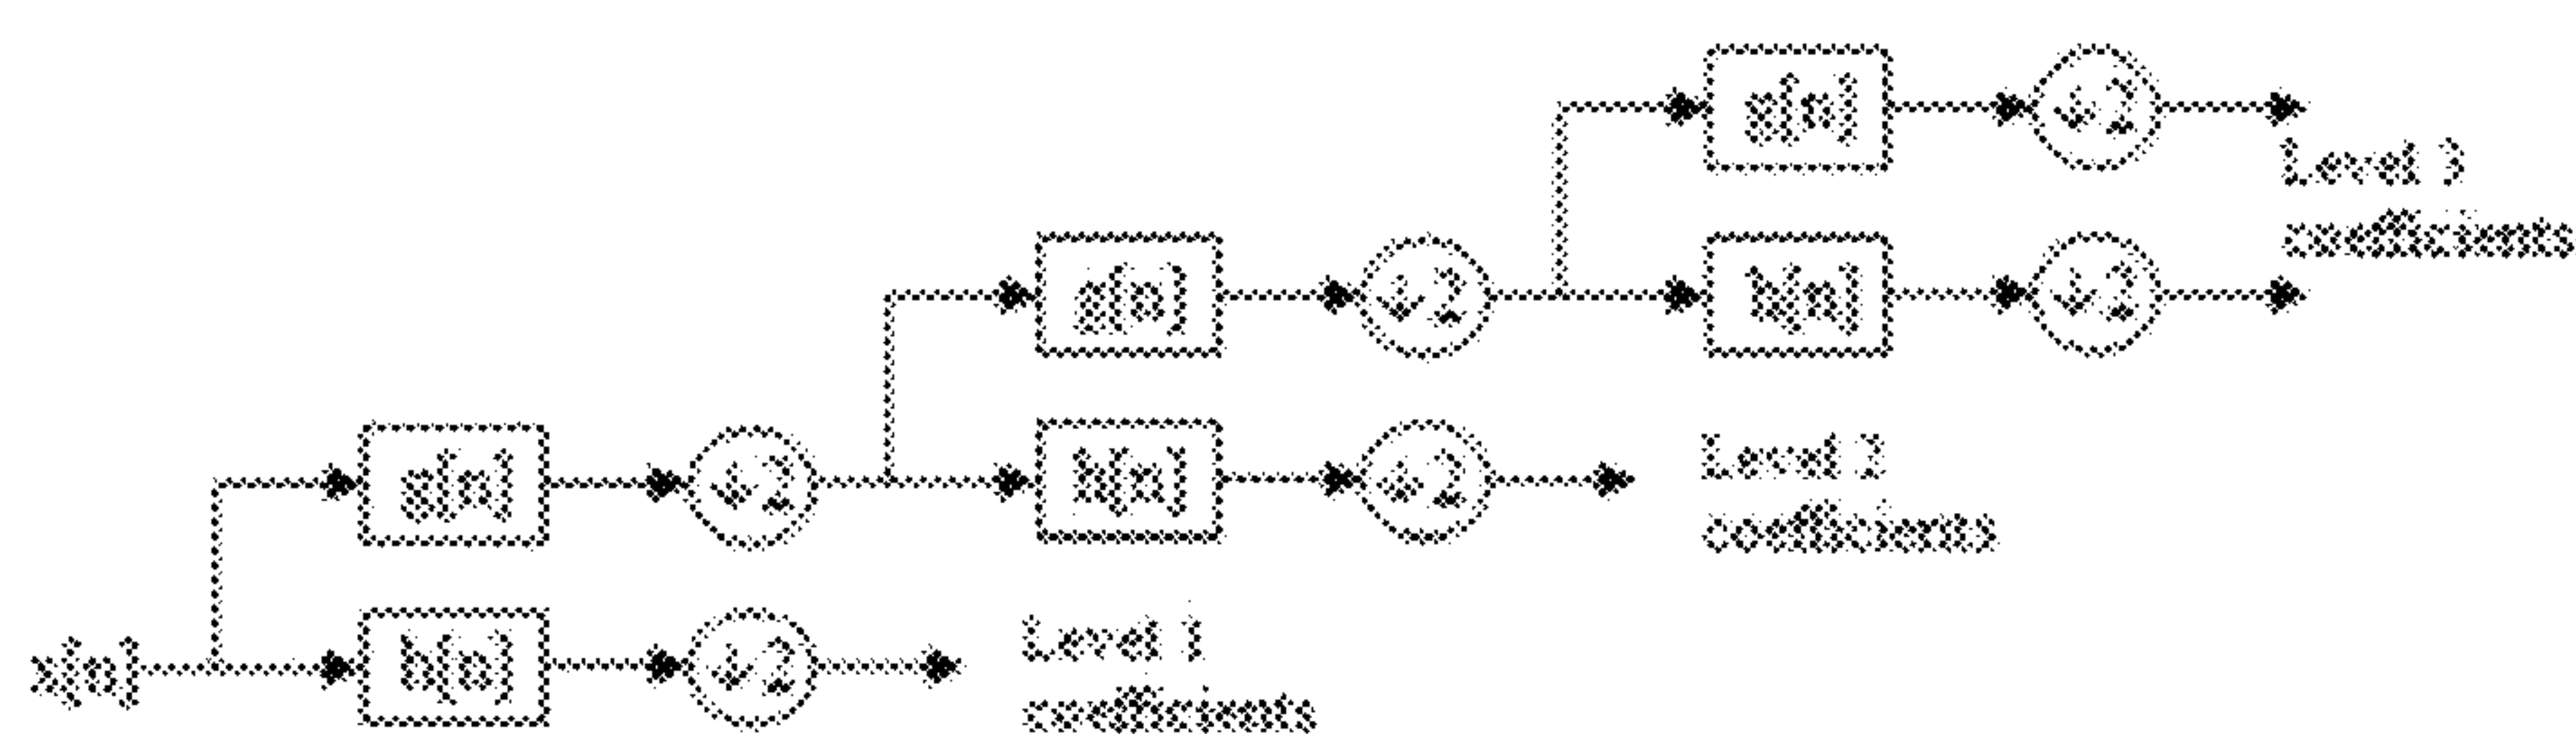 g[n] ↓2
Level 3
coefficients
g[n] ↓2 h[n] ↓2
g[n] ↓2 h[n] ↓2
Level 2
coefficients
x[n] h[n] ↓2
Level 1
coefficients